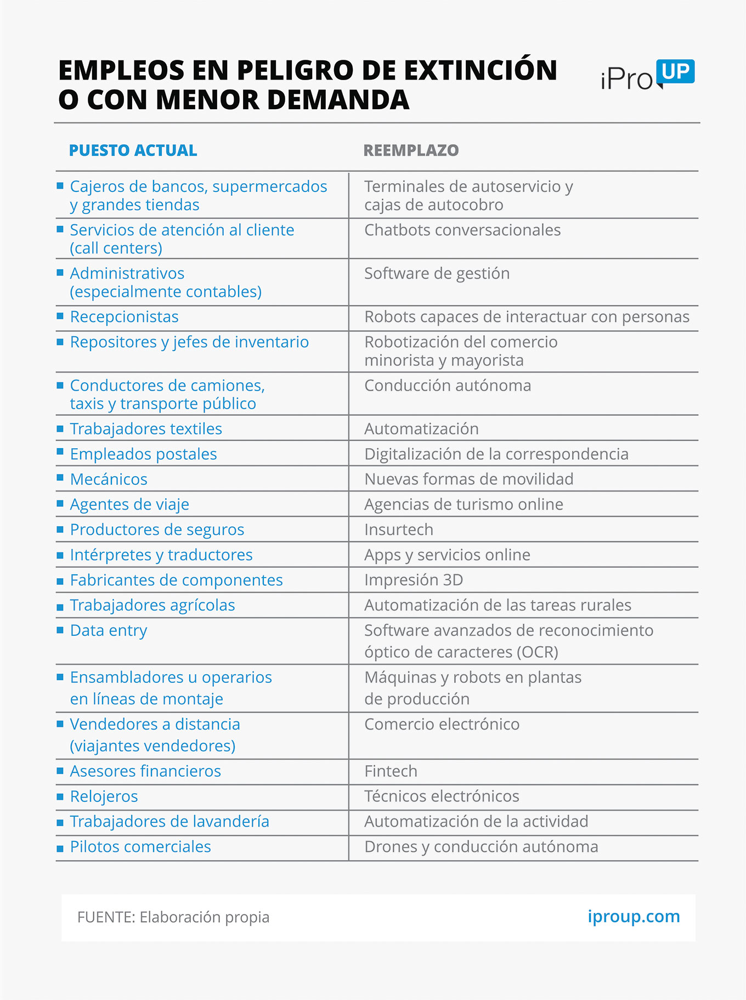 EMPLEOS EN PELIGRO DE EXTINCIÓN
O CON MENOR DEMANDA
iPro UP
PUESTO ACTUAL
REEMPLAZO
Cajeros de bancos, supermercados
y grandes tiendas
Terminales de autoservicio y
cajas de autocobro
Servicios de atención al cliente
(call centers)
Chatbots conversacionales
Administrativos
(especialmente contables)
Software de gestión
Recepcionistas
Robots capaces de interactuar con personas
Repositores y jefes de inventario
Robotización del comercio
minorista y mayorista
Conductores de camiones,
taxis y transporte público
Conducción autónoma
Trabajadores textiles
Automatización
Empleados postales
Digitalización de la correspondencia
Mecánicos
Nuevas formas de movilidad
Agentes de viaje
Agencias de turismo online
Productores de seguros
Insurtech
Intérpretes y traductores
Apps y servicios online
Fabricantes de componentes
Impresión 3D
Trabajadores agrícolas
Automatización de las tareas rurales
Data entry
Software avanzados de reconocimiento
óptico de caracteres (OCR)
Ensambladores u operarios
en líneas de montaje
Máquinas y robots en plantas
de producción
Vendedores a distancia
(viajantes vendedores)
Comercio electrónico
Asesores financieros
Fintech
Relojeros
Técnicos electrónicos
Trabajadores de lavandería
Automatización de la actividad
Pilotos comerciales
Drones y conducción autónoma
FUENTE: Elaboración propia
iproup.com